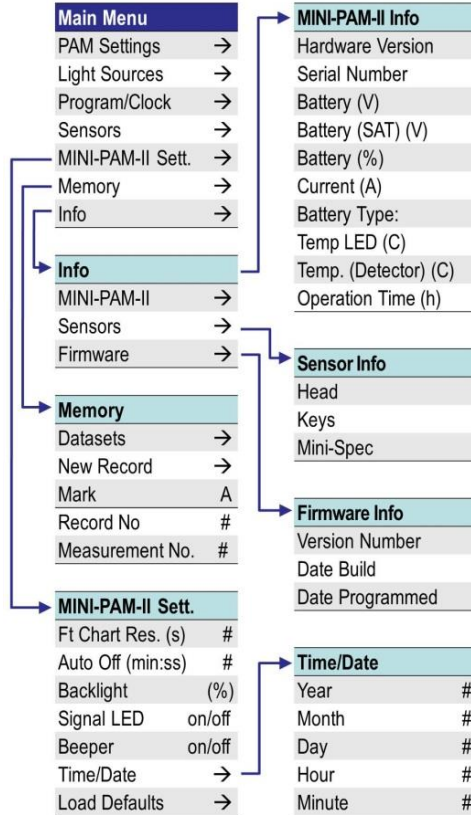 Main Menu
PAM Settings →
Light Sources →
Program/Clock →
Sensors →
MINI-PAM-II Sett. →
Memory →
Info →
Info
MINI-PAM-II →
Sensors →
Firmware →
Memory
Datasets →
New Record →
Mark A
Record No #
Measurement No. #
MINI-PAM-II Sett.
Ft Chart Res. (s) #
Auto Off (min:ss) #
Backlight (%)
Signal LED on/off
Beeper on/off
Time/Date →
Load Defaults →
MINI-PAM-II Info
Hardware Version
Serial Number
Battery (V)
Battery (SAT) (V)
Battery (%)
Current (A)
Battery Type:
Temp LED (C)
Temp. (Detector) (C)
Operation Time (h)
Sensor Info
Head
Keys
Mini-Spec
Firmware Info
Version Number
Date Build
Date Programmed
Time/Date
Year #
Month #
Day #
Hour #
Minute #